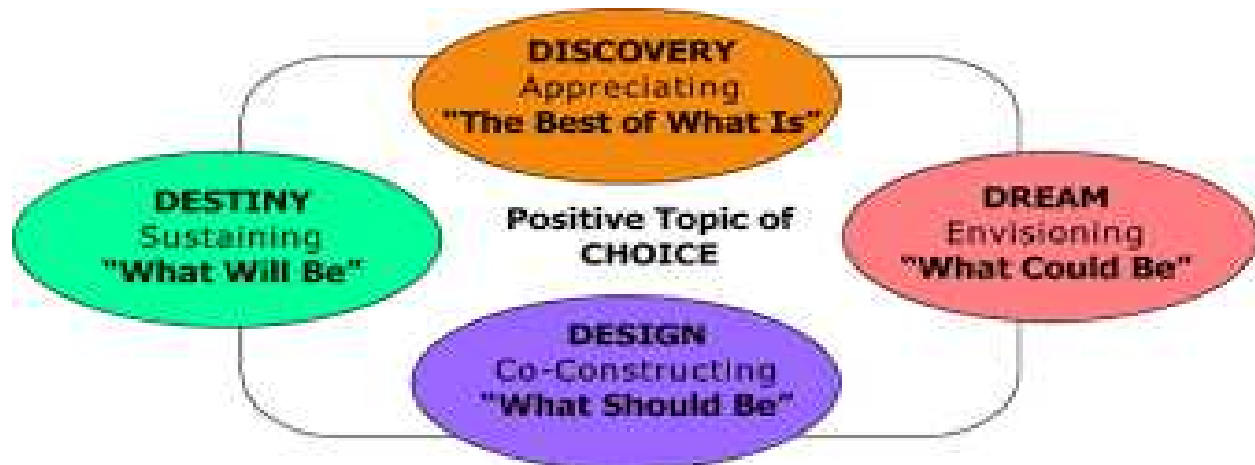 DISCOVERY
Appreciating
"The Best of What Is"
DESTINY
Sustaining
"What Will Be"
Positive Topic of
CHOICE
DREAM
Envisioning
"What Could Be"
DESIGN
Co-Constructing
"What Should Be"